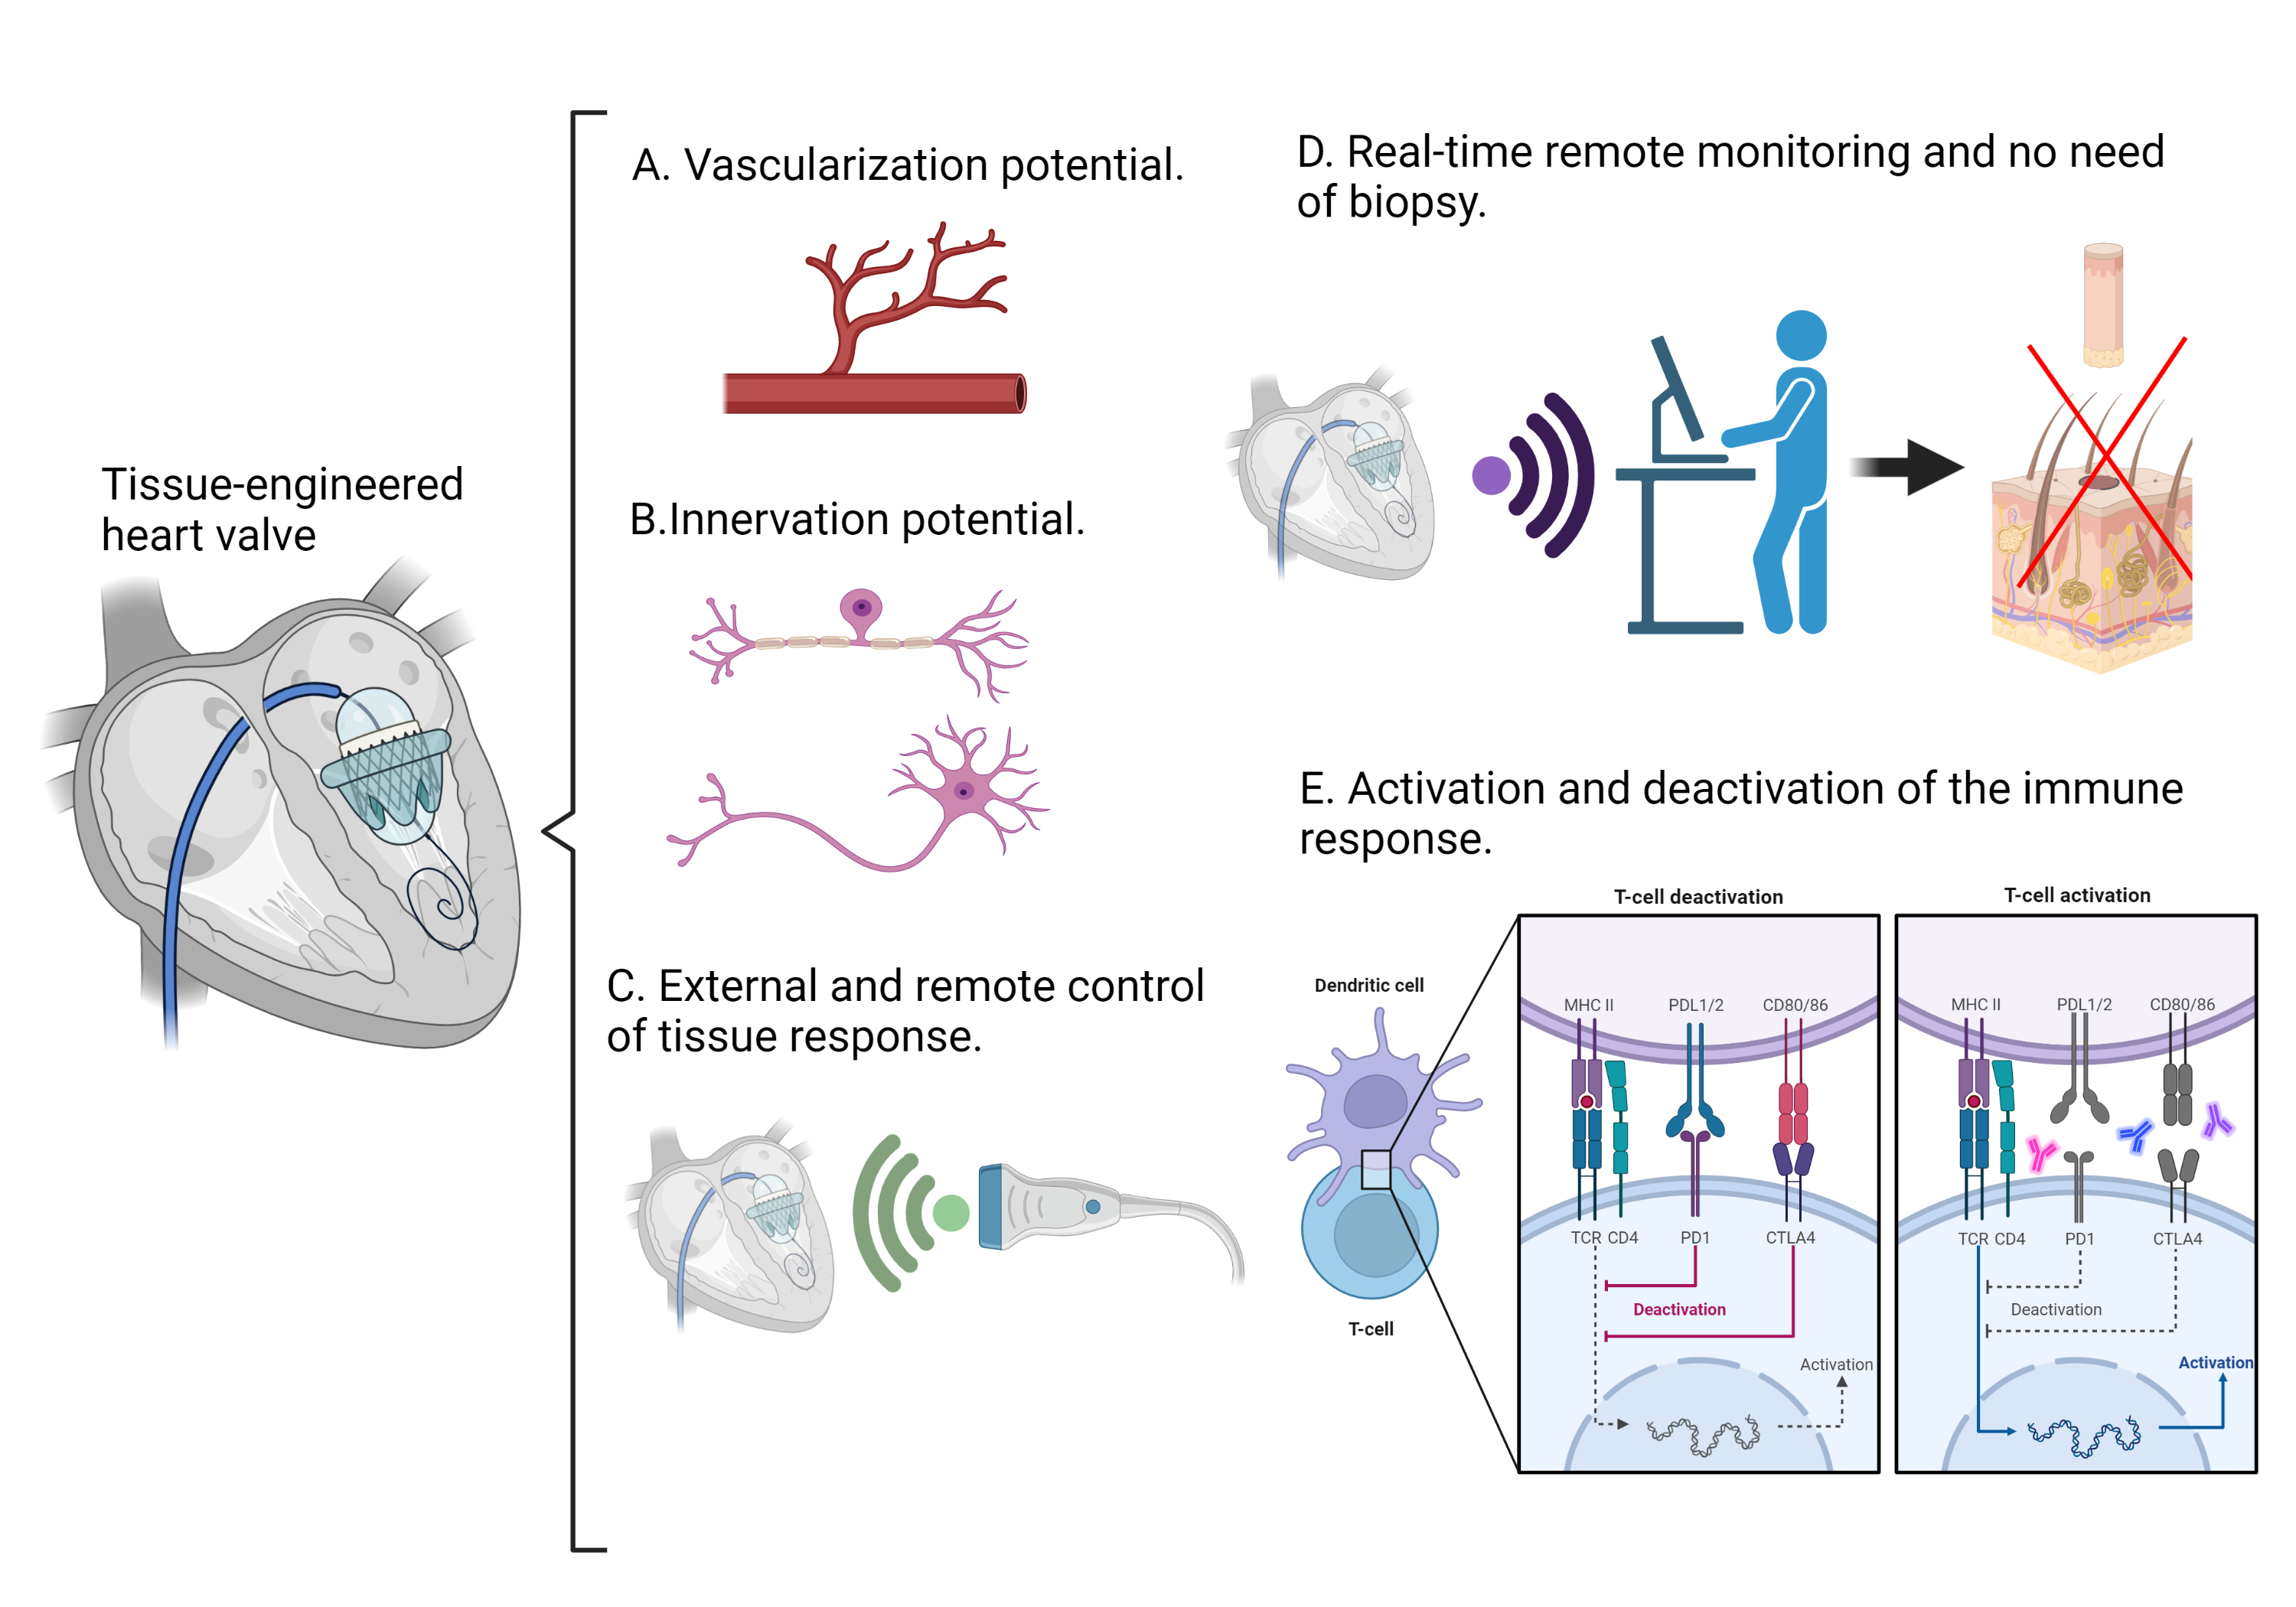 Tissue-engineered
heart valve
A. Vascularization potential.
B.Innervation potential.
C. External and remote control
of tissue response.
D. Real-time remote monitoring and no need
of biopsy.
E. Activation and deactivation of the immune
response.
Dendritic cell
T-cell
T-cell deactivation
MHC II PDL1/2 CD80/86
TCR CD4 PD1 CTLA4
Deactivation
Activation
T-cell activation
MHC II PDL1/2 CD80/86
TCR CD4 PD1 CTLA4
Deactivation
Activation